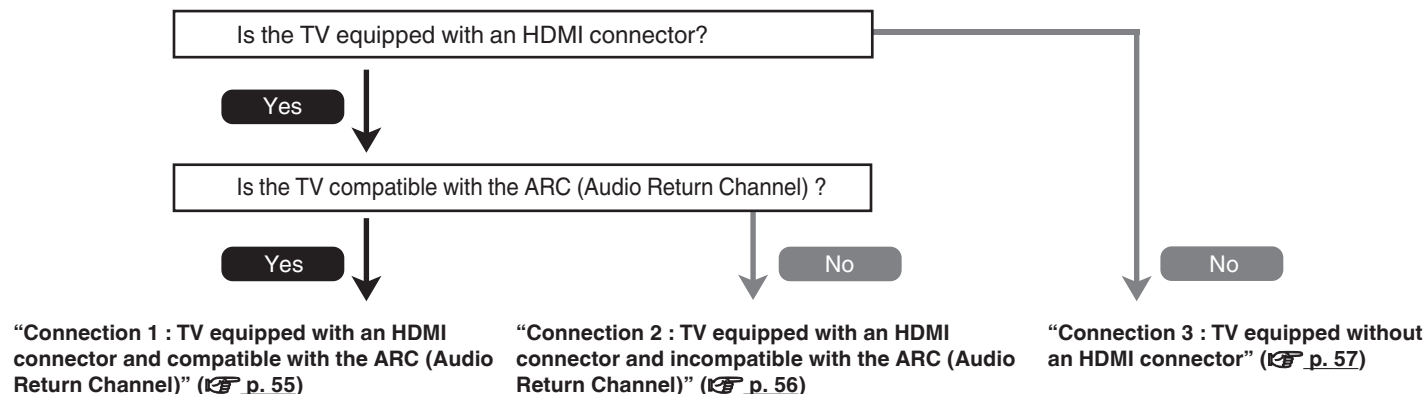 Is the TV equipped with an HDMI connector?
Yes
Is the TV compatible with the ARC (Audio Return Channel) ?
Yes
No
No
“Connection 1 : TV equipped with an HDMI
connector and compatible with the ARC (Audio
Return Channel)” (☞ p. 55)
“Connection 2 : TV equipped with an HDMI
connector and incompatible with the ARC (Audio
Return Channel)” (☞ p. 56)
“Connection 3 : TV equipped without
an HDMI connector” (☞ p. 57)